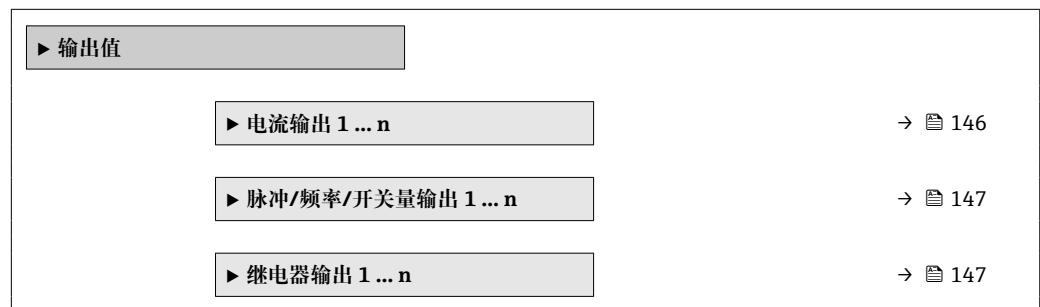 ▶ 输出值
▶ 电流输出 1 ... n → 146
▶ 脉冲/频率/开关量输出 1 ... n → 147
▶ 继电器输出 1 ... n → 147